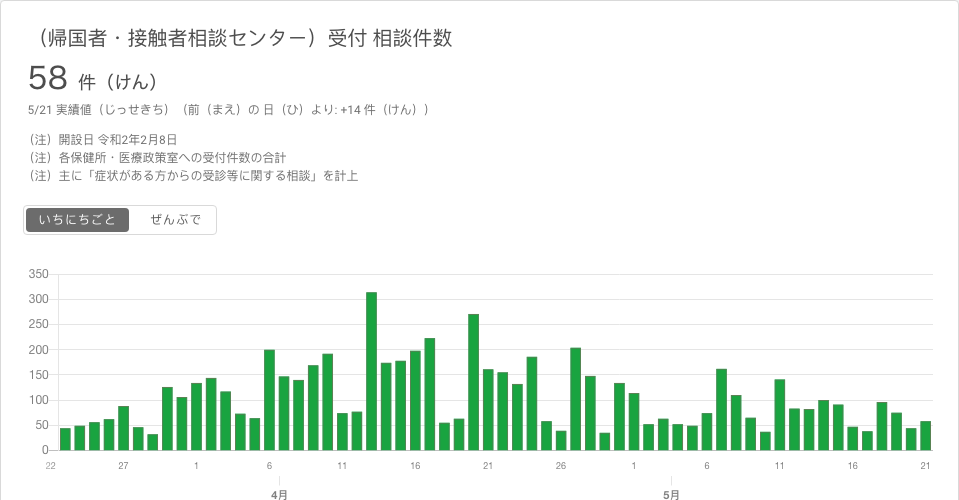 （帰国者・接触者相談センター）受付 相談件数
58 件（けん）
5/21 実績値（じっせきち）（前（まえ）の 日（ひ）より: +14 件（けん））
（注）開設日 令和2年2月8日
（注）各保健所・医療政策室への受付件数の合計
（注）主に「症状がある方からの受診等に関する相談」を計上
いちにちごと ぜんぶで
350
300
250
200
150
100
50
0
22 27 1 6 11 16 21 26 1 6 11 16 21
4月 5月